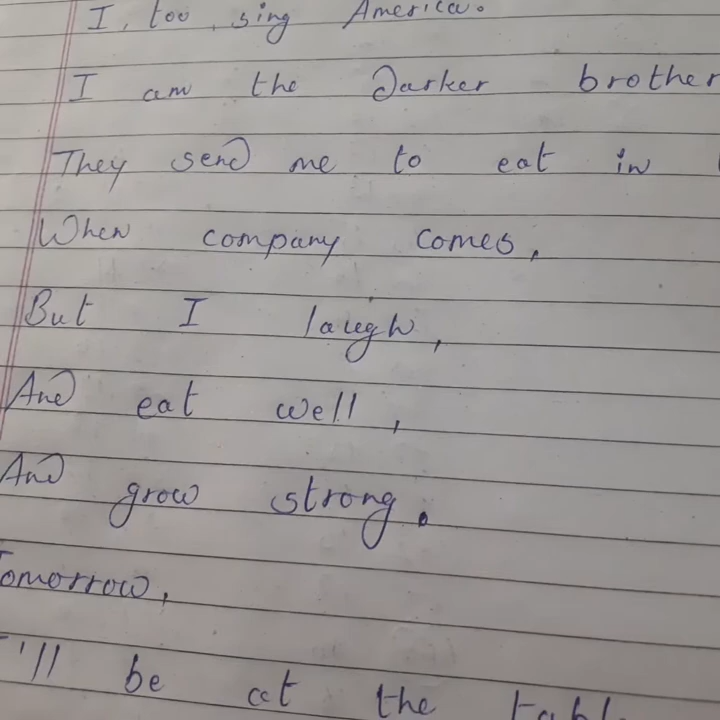 I, too, sing America.
I am the darker brother
They send me to eat in
When company comes,
But I laugh,
And eat well,
And grow strong.
Tomorrow,
I'll be at the